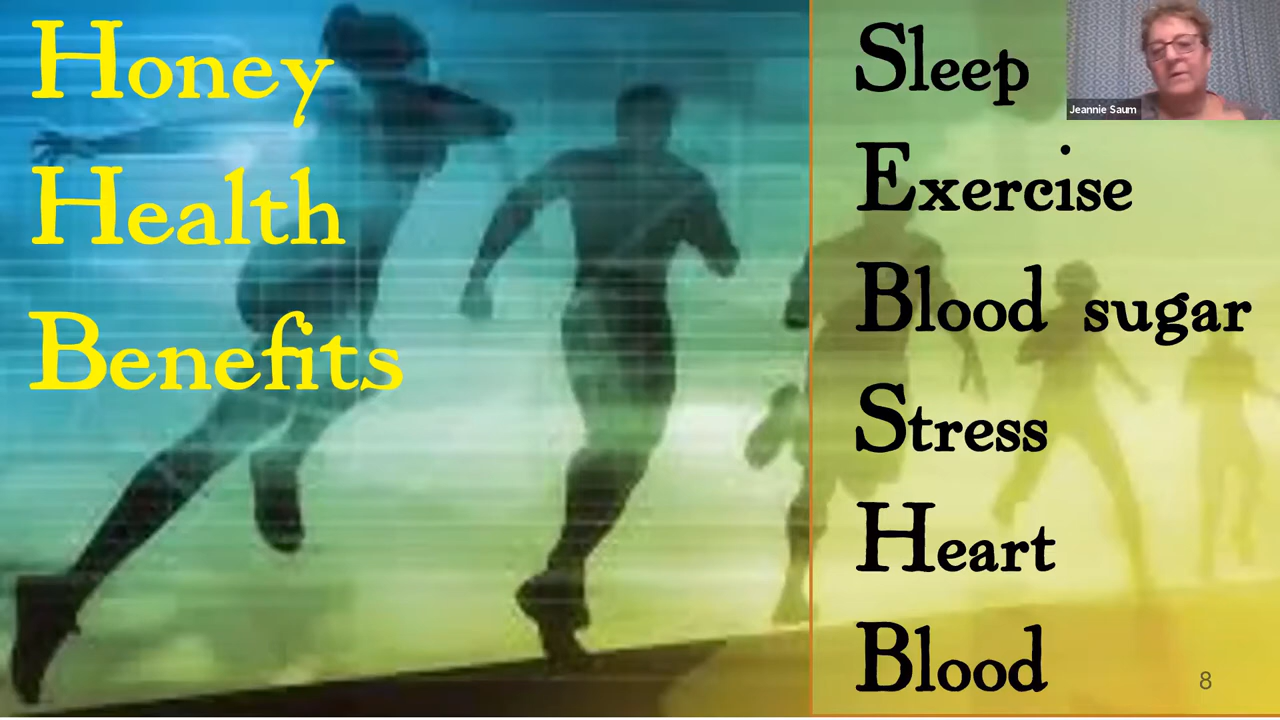 Honey
Health
Benefits
Sleep
Jeannie Saum
Exercise
Blood sugar
Stress
Heart
Blood
8